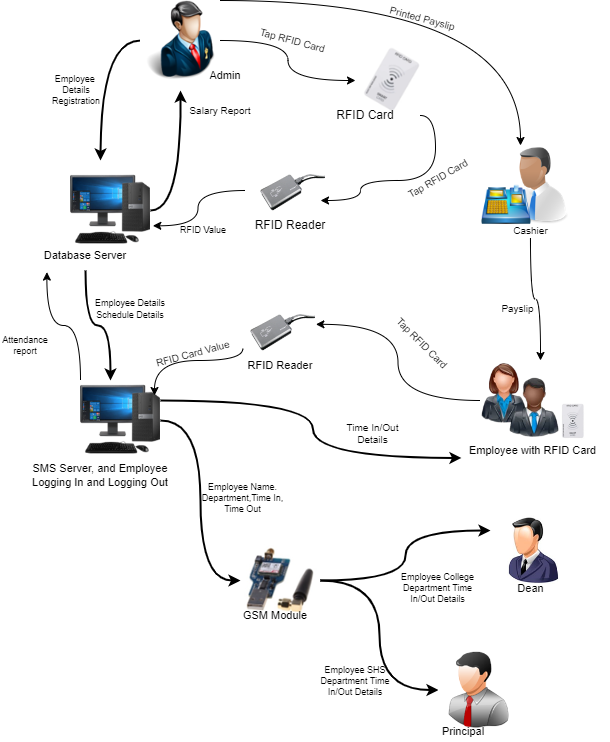 Printed Payslip
Tap RFID Card
Admin
Employee
Details
Registration
Salary Report
RFID Card
Tap RFID Card
RFID Reader
RFID Value
Cashier
Database Server
Employee Details
Schedule Details
Payslip
Attendance
report
RFID Card Value
RFID Reader
Tap RFID Card
Time In/Out
Details
Employee with RFID Card
SMS Server, and Employee
Logging In and Logging Out
Employee Name.
Department,Time In,
Time Out
GSM Module
Employee College
Department Time
In/Out Details
Dean
Employee SHS
Department Time
In/Out Details
Principal